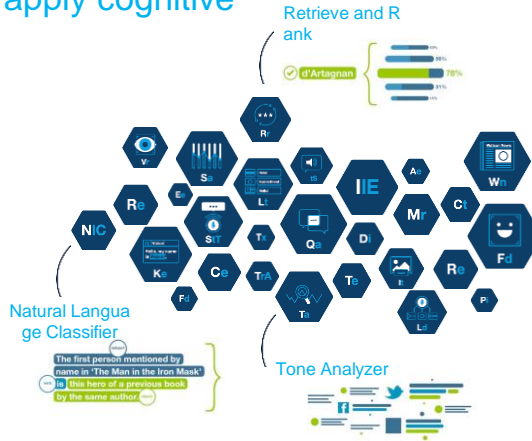 apply cognitive
Retrieve and R
ank
d'Artagnan
78%
Rr
Vr
Sa
tS
Lt
IIE
Ae
Wn
Ee
Re
Mr
Ct
NlC
StT
Tx
Qa
Di
Fd
Ke
Ce
TrA
Te
It
Re
Fd
Ta
Ld
Pi
Natural Langua
ge Classifier
The first person mentioned by
name in 'The Man in the Iron Mask'
is this hero of a previous book
by the same author.
Tone Analyzer